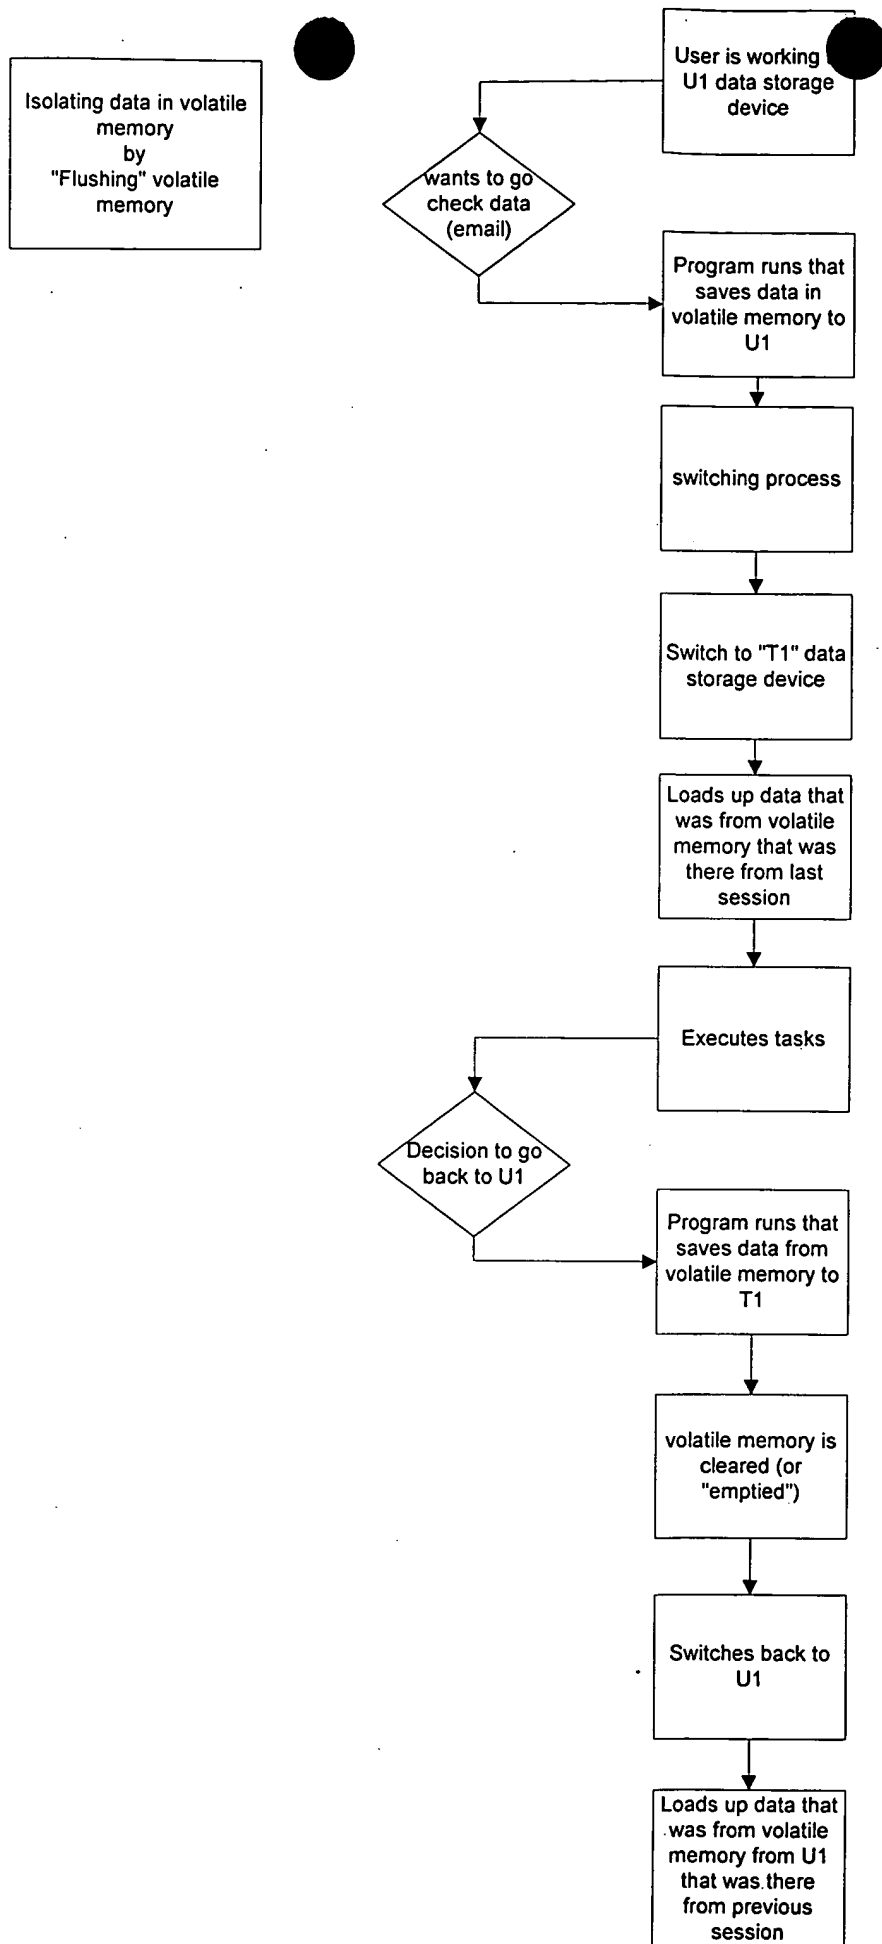 Isolating data in volatile
memory
by
"Flushing" volatile
memory
User is working
U1 data storage
device
wants to go
check data
(email)
Program runs that
saves data in
volatile memory to
U1
switching process
Switch to "T1" data
storage device
Loads up data that
was from volatile
memory that was
there from last
session
Executes tasks
Decision to go
back to U1
Program runs that
saves data from
volatile memory to
T1
volatile memory is
cleared (or
"emptied")
Switches back to
U1
Loads up data that
was from volatile
memory from U1
that was there
from previous
session